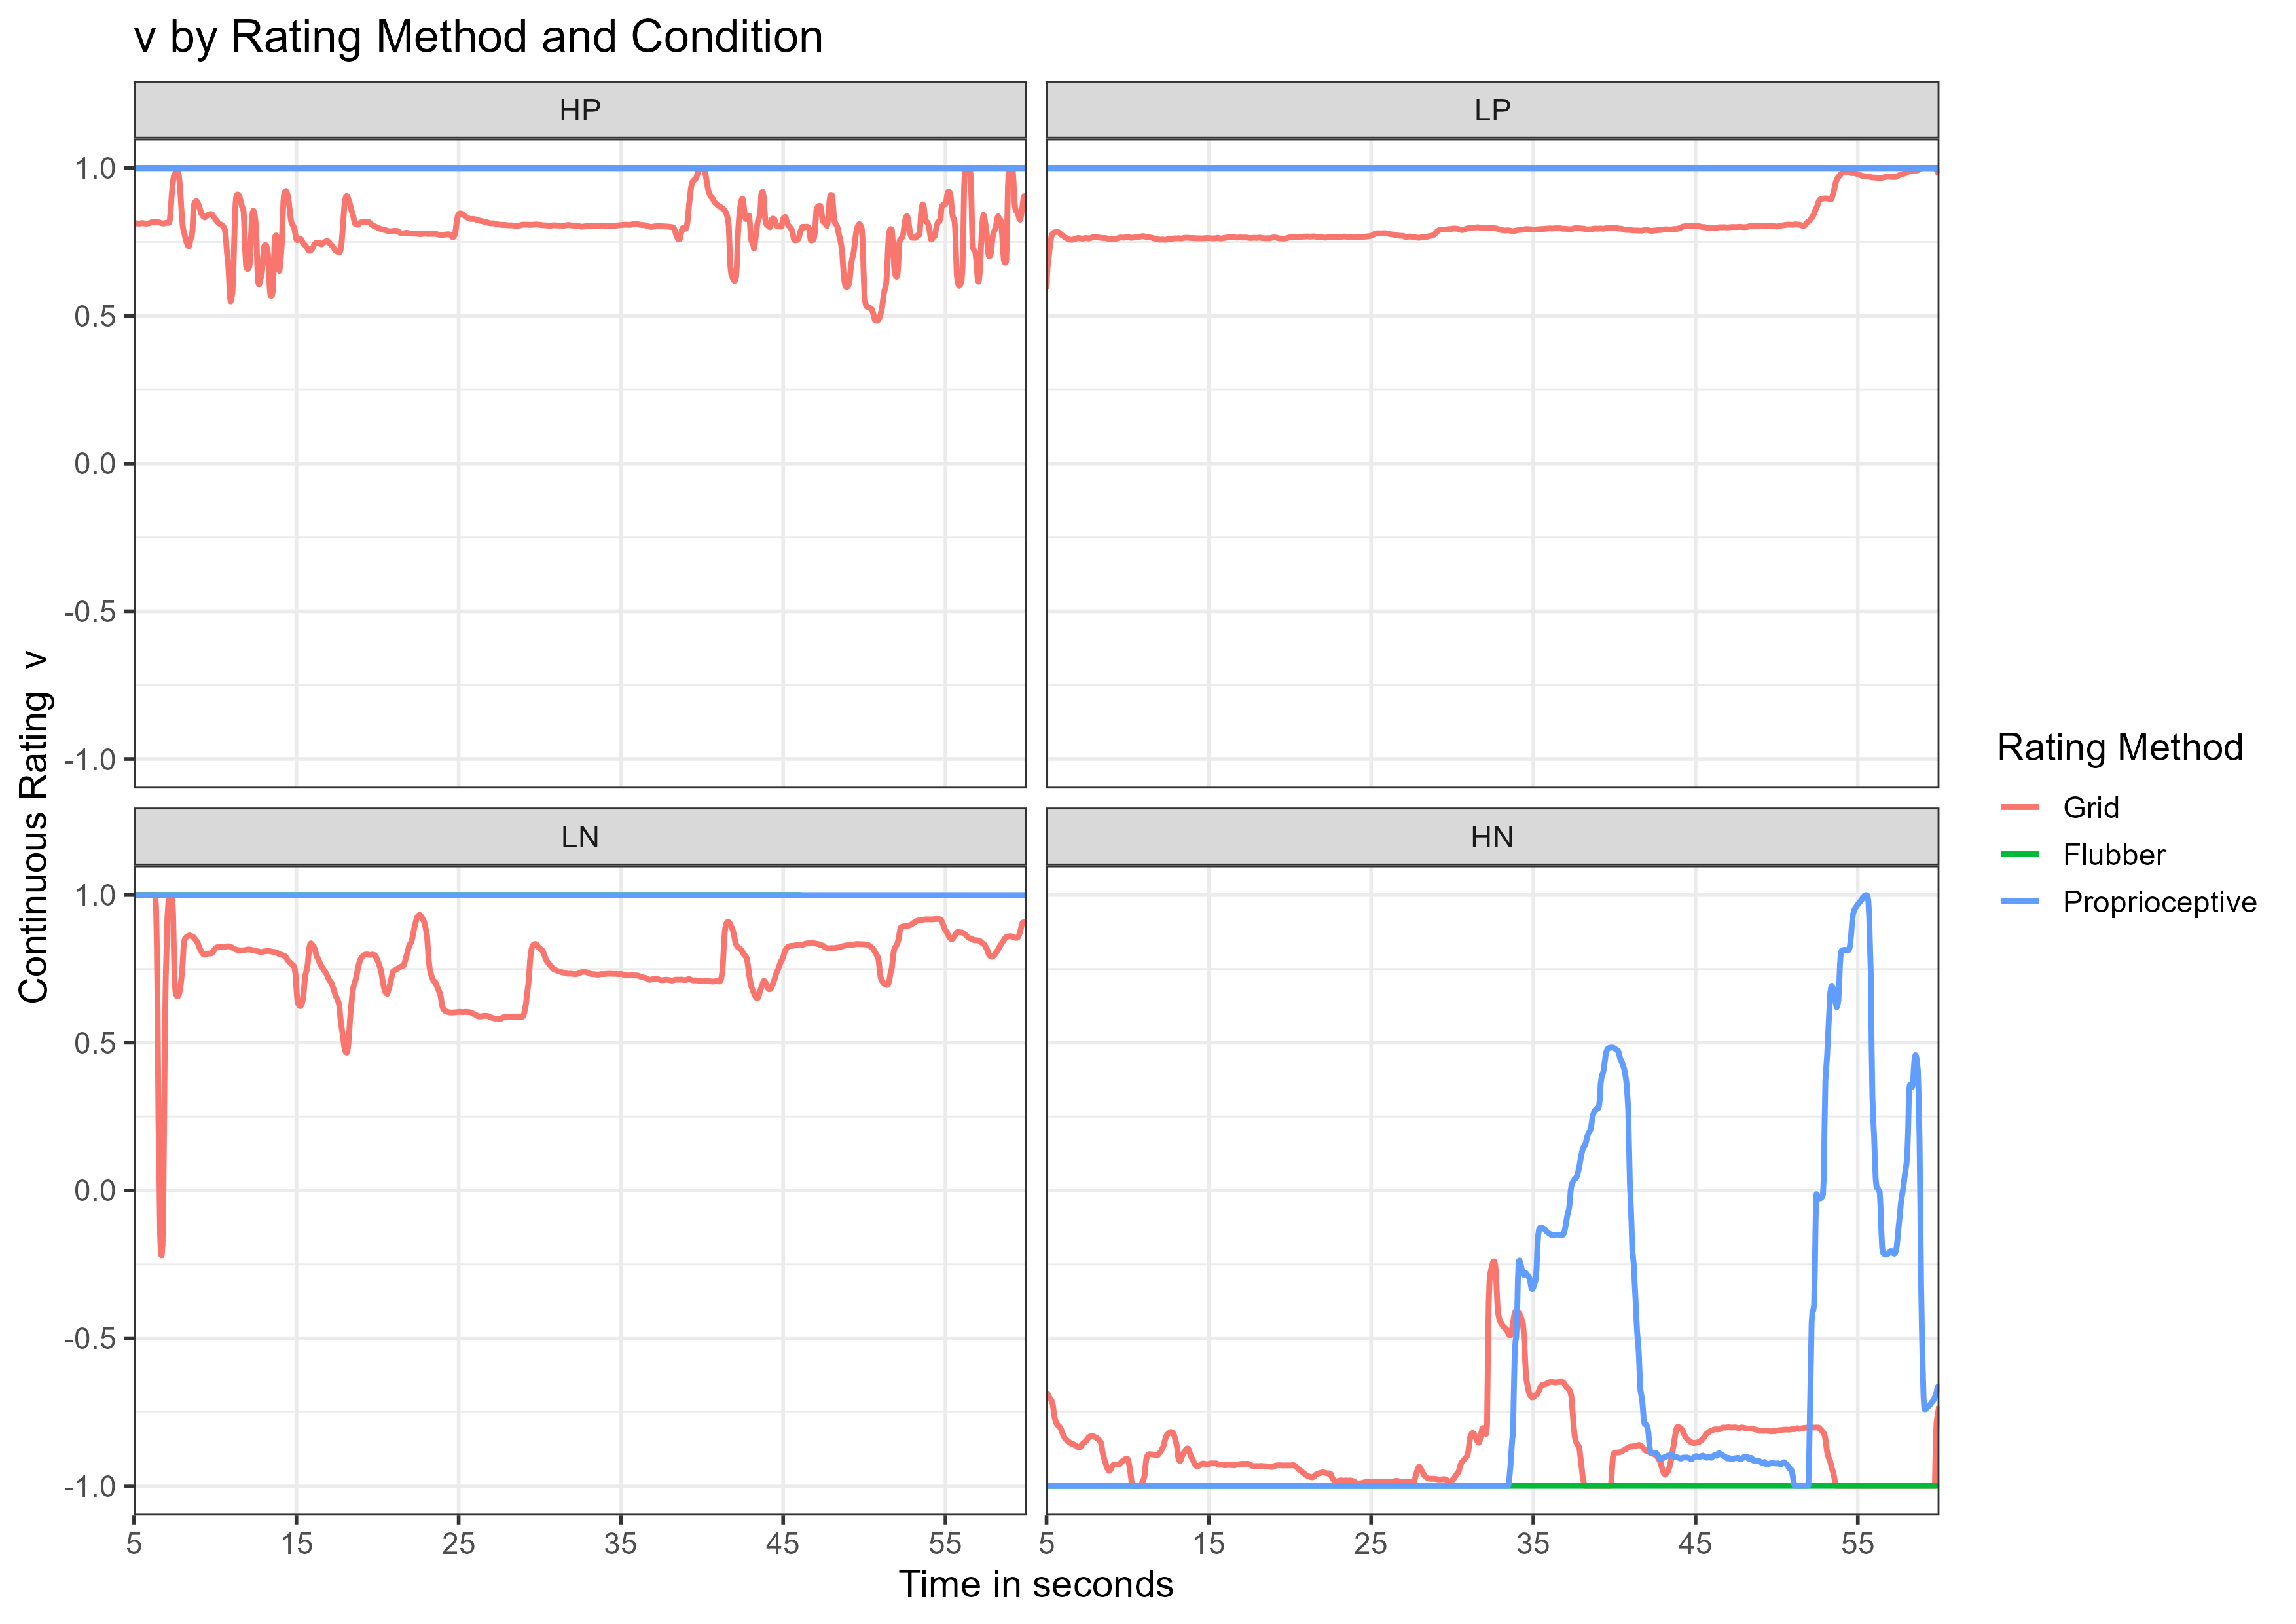 v by Rating Method and Condition
HP
LP
1.0
0.5
0.0
-0.5
-1.0
LN
HN
1.0
0.5
0.0
-0.5
-1.0
5 15 25 35 45 55
5 15 25 35 45 55
Time in seconds
Continuous Rating v
Rating Method
Grid
Flubber
Proprioceptive